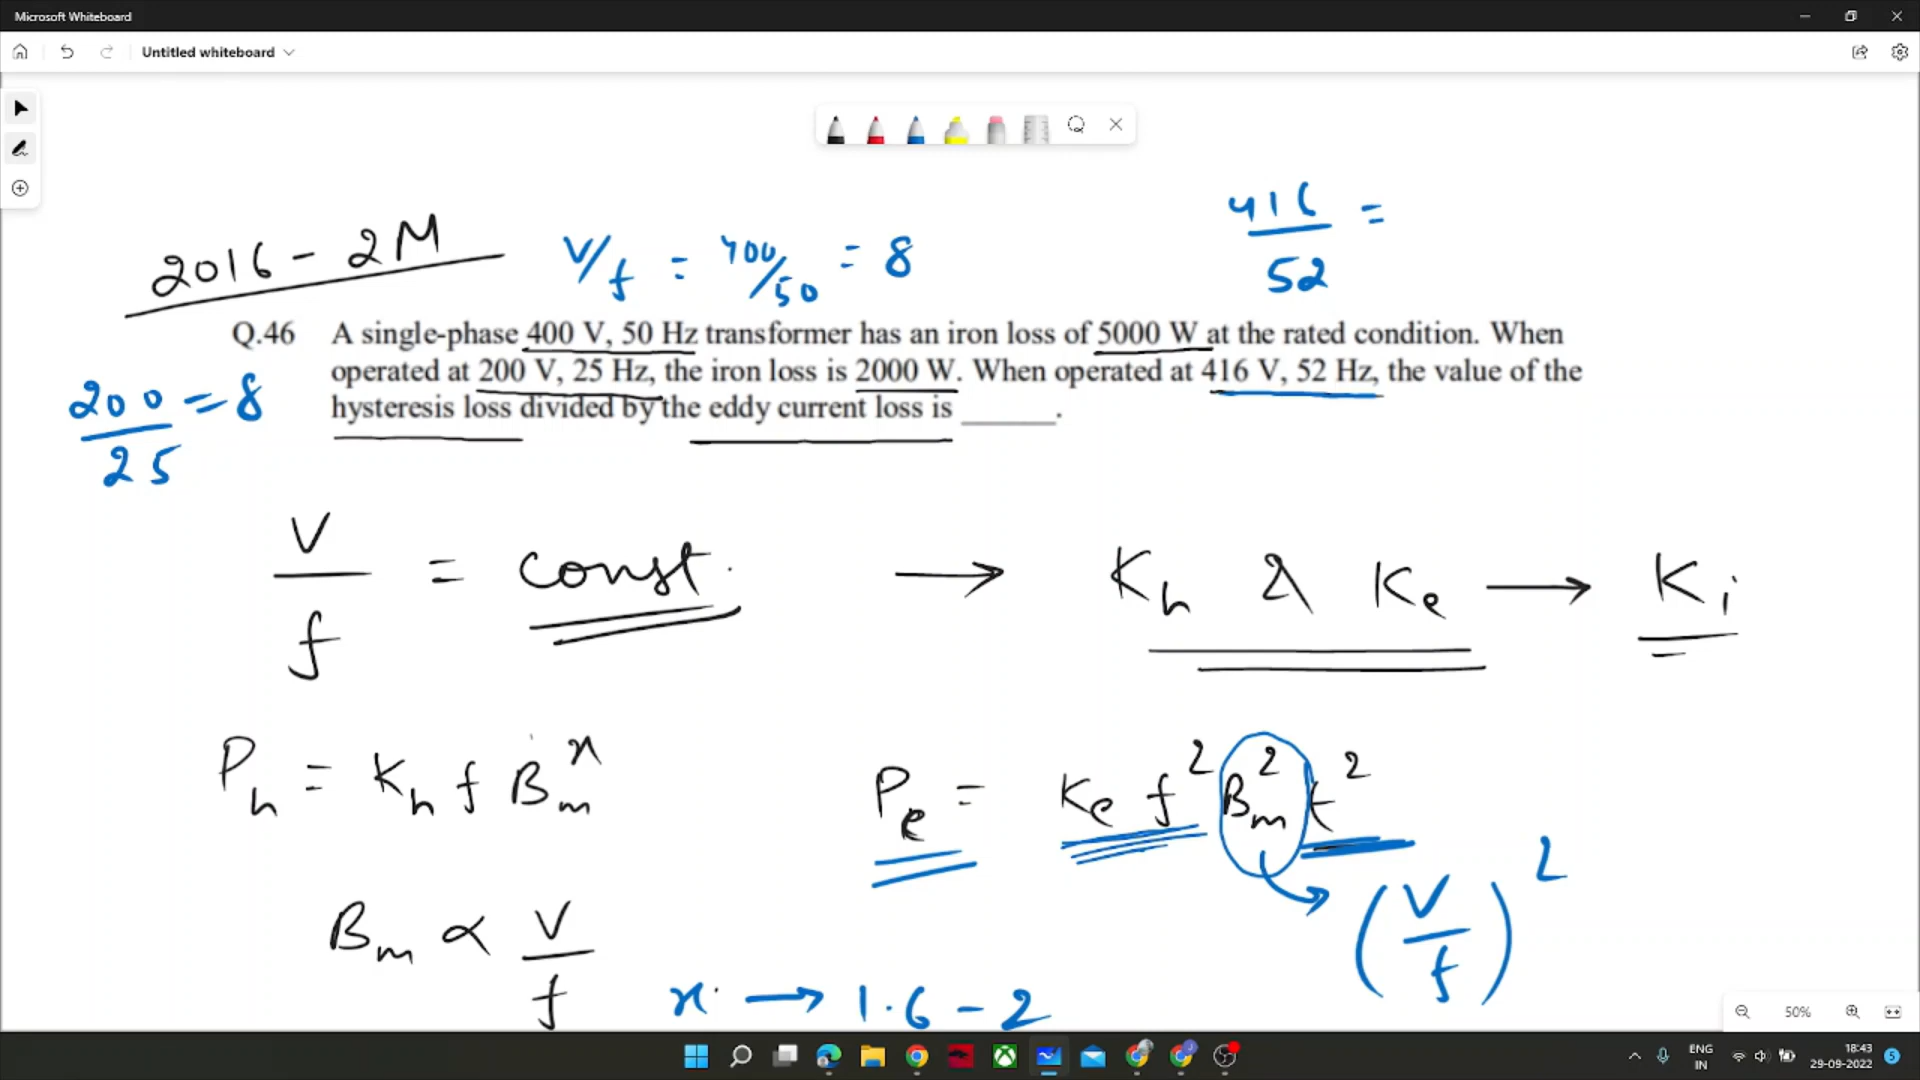 Microsoft Whiteboard
Untitled whiteboard
2016 - 2M
V/f = 400/50 = 8
416/52 =
Q.46 A single-phase 400 V, 50 Hz transformer has an iron loss of 5000 W at the rated condition. When
operated at 200 V, 25 Hz, the iron loss is 2000 W. When operated at 416 V, 52 Hz, the value of the
hysteresis loss divided by the eddy current loss is ______.
200/25 = 8
V/f = const. → Kh & Ke → Ki
Ph = Kh f Bm^x
Pe = Ke f² Bm² t²
(V/f)²
Bm ∝ V/f
x → 1.6 - 2
50%
ENG
IN
18:43
29-09-2022
5